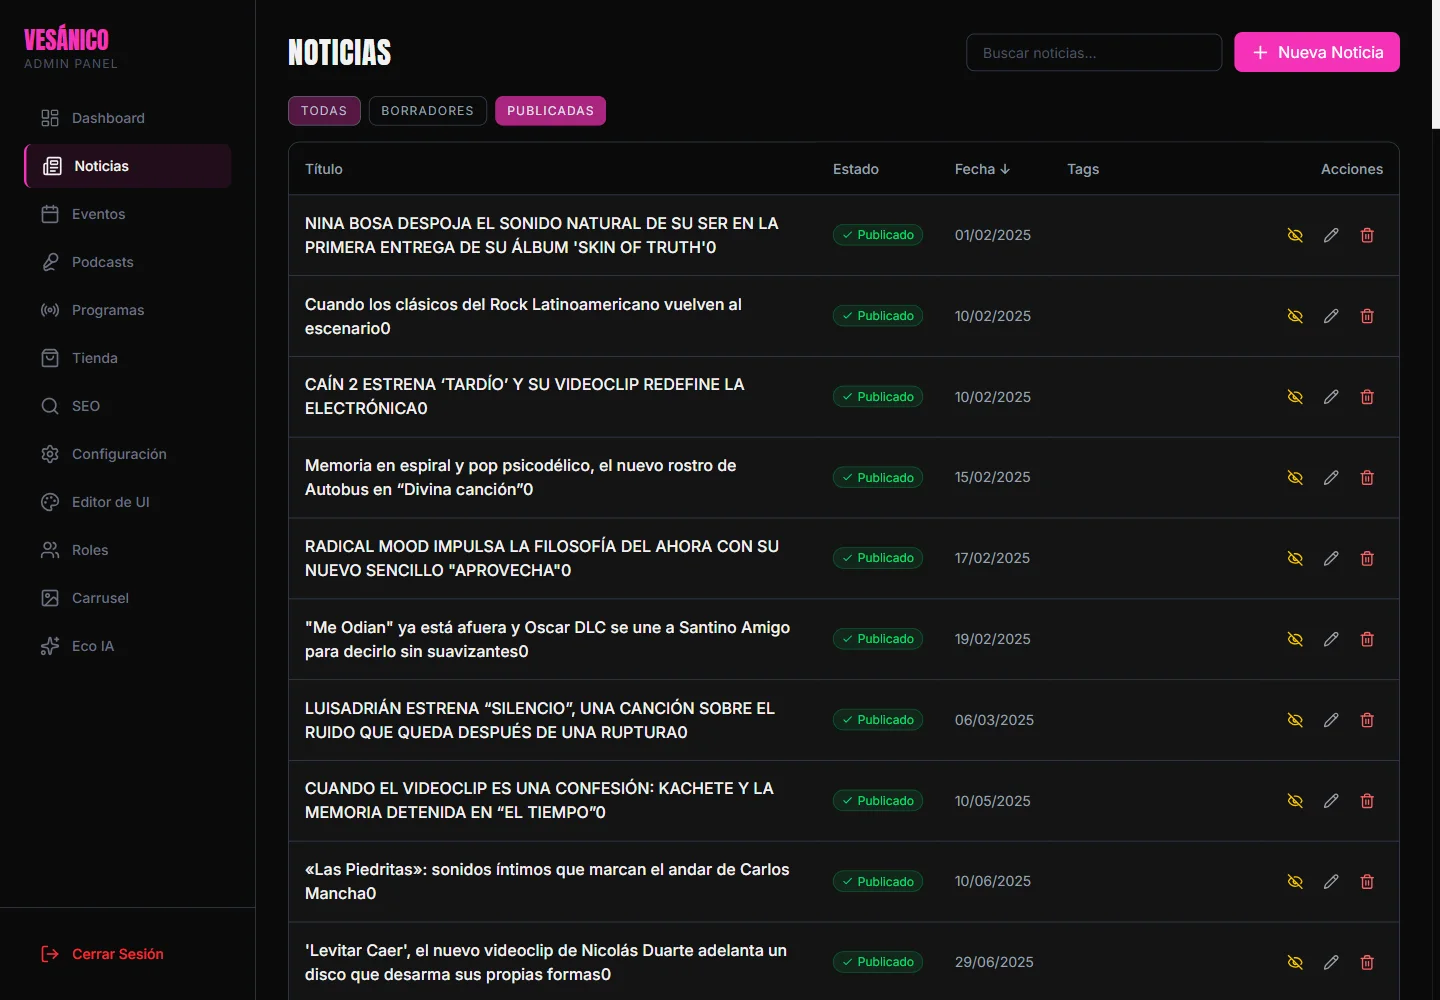 VESÁNICO
ADMIN PANEL
Dashboard
Noticias
Eventos
Podcasts
Programas
Tienda
SEO
Configuración
Editor de UI
Roles
Carrusel
Eco IA
Cerrar Sesión
NOTICIAS
Buscar noticias...
Nueva Noticia
TODAS BORRADORES PUBLICADAS
Título Estado Fecha ↓ Tags Acciones
NINA BOSA DESPOJA EL SONIDO NATURAL DE SU SER EN LA
PRIMERA ENTREGA DE SU ÁLBUM 'SKIN OF TRUTH'0
Publicado 01/02/2025
Cuando los clásicos del Rock Latinoamericano vuelven al
escenario0
Publicado 10/02/2025
CAÍN 2 ESTRENA ‘TARDÍO’ Y SU VIDEOCLIP REDEFINE LA
ELECTRÓNICA0
Publicado 10/02/2025
Memoria en espiral y pop psicodélico, el nuevo rostro de
Autobus en “Divina canción”0
Publicado 15/02/2025
RADICAL MOOD IMPULSA LA FILOSOFÍA DEL AHORA CON SU
NUEVO SENCILLO "APROVECHA"0
Publicado 17/02/2025
"Me Odian" ya está afuera y Oscar DLC se une a Santino Amigo
para decirlo sin suavizantes0
Publicado 19/02/2025
LUISADRIÁN ESTRENA “SILENCIO”, UNA CANCIÓN SOBRE EL
RUIDO QUE QUEDA DESPUÉS DE UNA RUPTURA0
Publicado 06/03/2025
CUANDO EL VIDEOCLIP ES UNA CONFESIÓN: KACHETE Y LA
MEMORIA DETENIDA EN “EL TIEMPO”0
Publicado 10/05/2025
«Las Piedritas»: sonidos íntimos que marcan el andar de Carlos
Mancha0
Publicado 10/06/2025
'Levitar Caer', el nuevo videoclip de Nicolás Duarte adelanta un
disco que desarma sus propias formas0
Publicado 29/06/2025